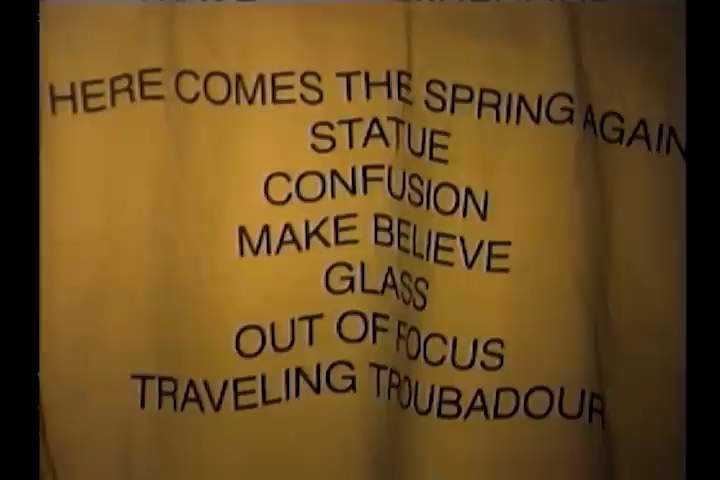 HERE COMES THE SPRING AGAIN
STATUE
CONFUSION
MAKE BELIEVE
GLASS
OUT OF FOCUS
TRAVELING TROUBADOUR